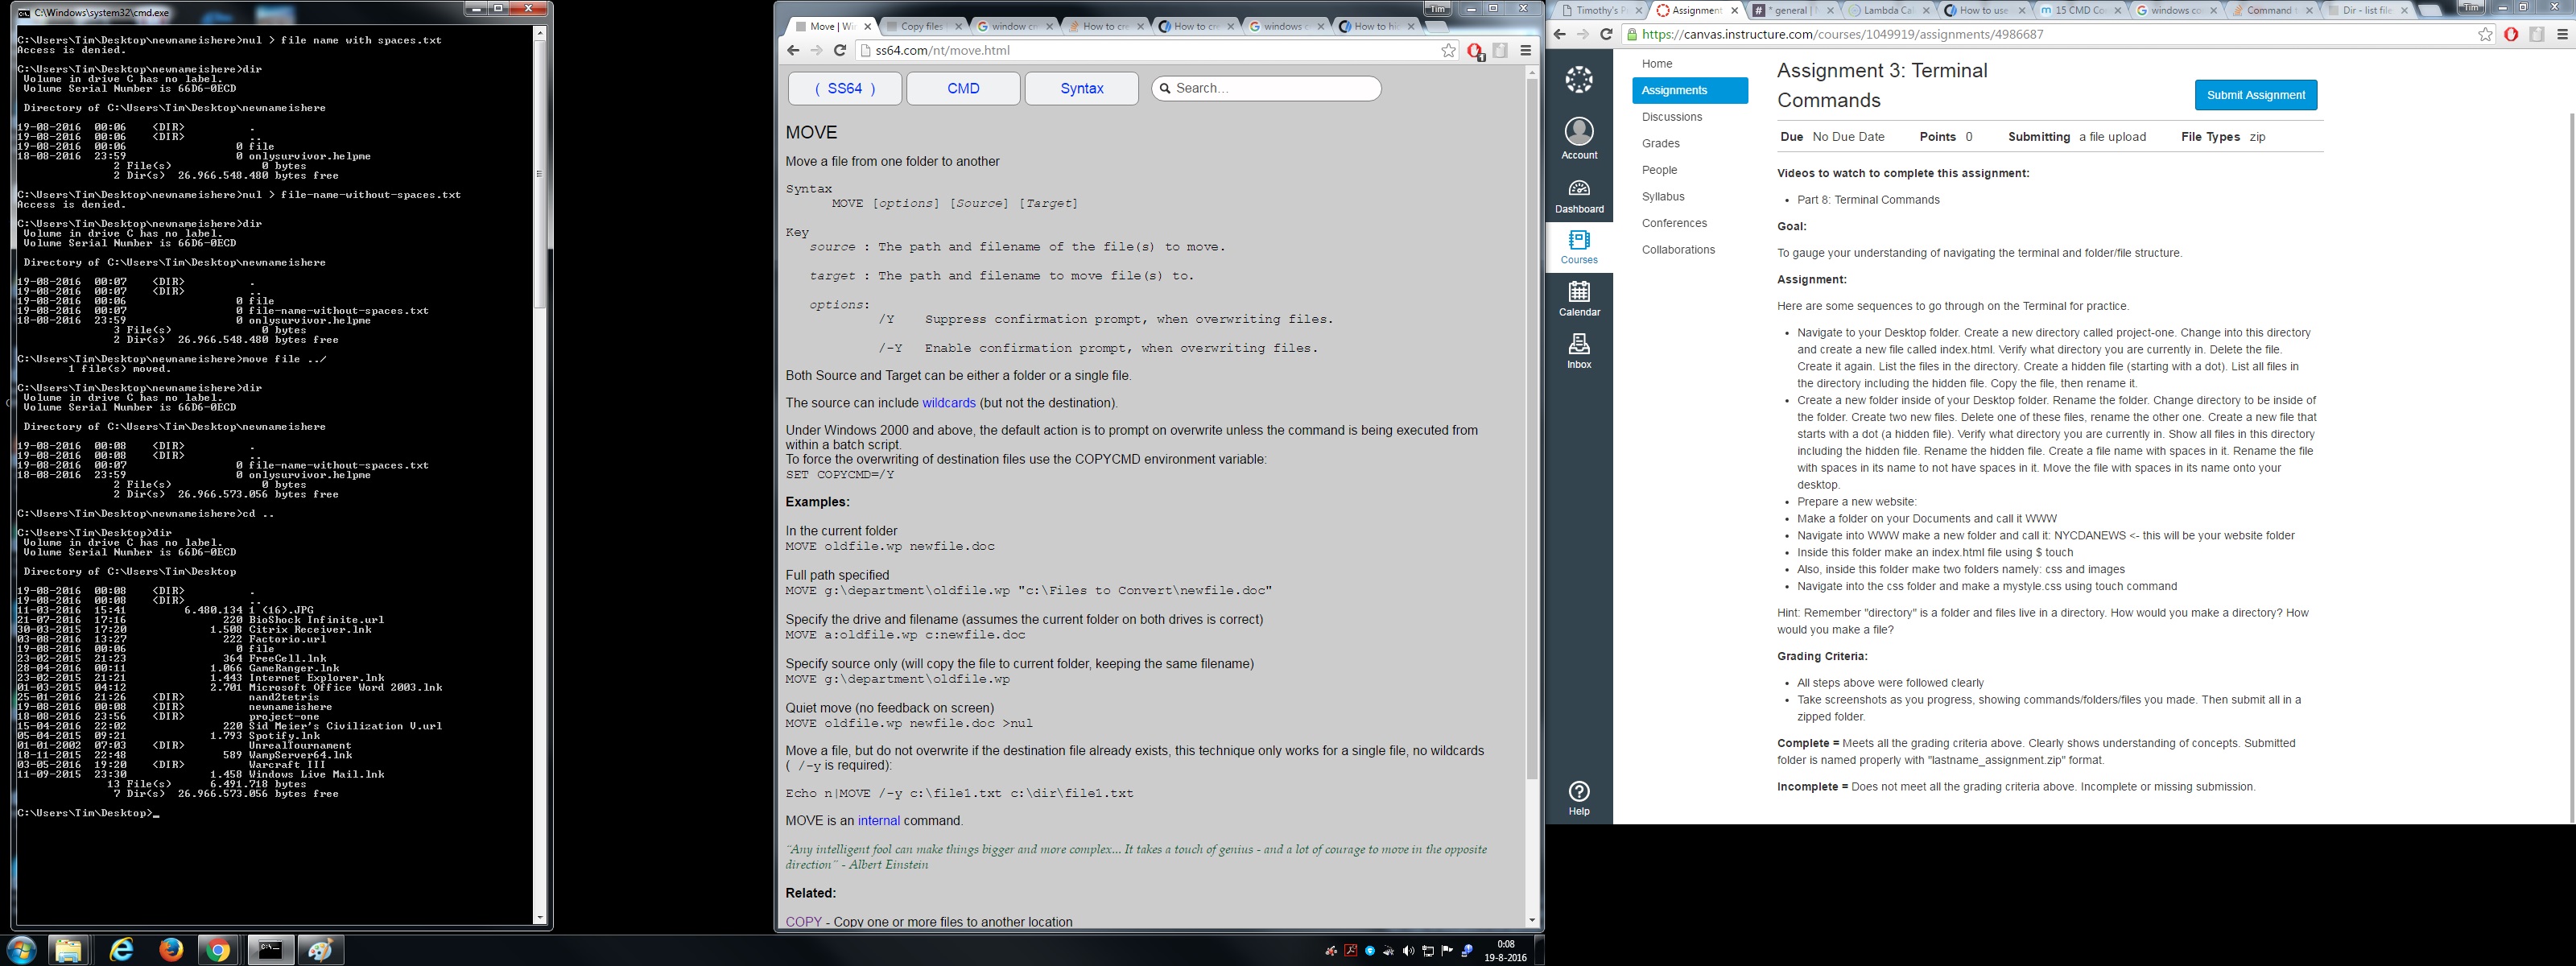 C:\Windows\system32\cmd.exe
C:\Users\Tim\Desktop\newnameishere>nul > file name with spaces.txt
Access is denied.
C:\Users\Tim\Desktop\newnameishere>dir
Volume in drive C has no label.
Volume Serial Number is 66D6-0ECD
Directory of C:\Users\Tim\Desktop\newnameishere
19-08-2016 00:06 <DIR> .
19-08-2016 00:06 <DIR> ..
19-08-2016 00:06 0 file
18-08-2016 23:59 0 onlysurvivor.helpme
2 File(s) 0 bytes
2 Dir(s) 26.966.548.480 bytes free
C:\Users\Tim\Desktop\newnameishere>nul > file-name-without-spaces.txt
Access is denied.
C:\Users\Tim\Desktop\newnameishere>dir
Volume in drive C has no label.
Volume Serial Number is 66D6-0ECD
Directory of C:\Users\Tim\Desktop\newnameishere
19-08-2016 00:07 <DIR> .
19-08-2016 00:07 <DIR> ..
19-08-2016 00:06 0 file
19-08-2016 00:07 0 file-name-without-spaces.txt
18-08-2016 23:59 0 onlysurvivor.helpme
3 File(s) 0 bytes
2 Dir(s) 26.966.548.480 bytes free
C:\Users\Tim\Desktop\newnameishere>move file ../
1 file(s) moved.
C:\Users\Tim\Desktop\newnameishere>dir
Volume in drive C has no label.
Volume Serial Number is 66D6-0ECD
Directory of C:\Users\Tim\Desktop\newnameishere
19-08-2016 00:08 <DIR> .
19-08-2016 00:08 <DIR> ..
19-08-2016 00:07 0 file-name-without-spaces.txt
18-08-2016 23:59 0 onlysurvivor.helpme
2 File(s) 0 bytes
2 Dir(s) 26.966.573.056 bytes free
C:\Users\Tim\Desktop\newnameishere>cd ..
C:\Users\Tim\Desktop>dir
Volume in drive C has no label.
Volume Serial Number is 66D6-0ECD
Directory of C:\Users\Tim\Desktop
19-08-2016 00:08 <DIR> .
19-08-2016 00:08 <DIR> ..
11-03-2016 15:41 6.480.134 1 (16).JPG
21-07-2016 17:16 220 BioShock Infinite.url
30-03-2015 17:20 1.508 Citrix Receiver.lnk
03-08-2016 13:27 222 Factorio.url
19-08-2016 00:06 0 file
23-02-2015 21:23 364 FreeCell.lnk
28-04-2016 00:11 1.066 GameRanger.lnk
23-02-2015 21:21 1.443 Internet Explorer.lnk
01-03-2015 04:12 2.701 Microsoft Office Word 2003.lnk
25-01-2016 21:26 <DIR> nand2tetris
19-08-2016 00:08 <DIR> newnameishere
18-08-2016 23:56 <DIR> project-one
15-04-2016 22:02 220 Sid Meier's Civilization V.url
05-04-2015 09:21 1.793 Spotify.lnk
01-01-2002 07:03 <DIR> UnrealTournament
18-11-2015 22:48 589 WampServer64.lnk
03-05-2016 19:20 <DIR> Warcraft III
11-09-2015 23:30 1.458 Windows Live Mail.lnk
13 File(s) 6.491.718 bytes
7 Dir(s) 26.966.573.056 bytes free
C:\Users\Tim\Desktop>_
Tim
Move | Wi
Copy files
window cr
How to cre
How to cre
windows c
How to hid
ss64.com/nt/move.html
( SS64 )
CMD
Syntax
Search...
MOVE
Move a file from one folder to another
Syntax
MOVE [options] [Source] [Target]
Key
source : The path and filename of the file(s) to move.
target : The path and filename to move file(s) to.
options:
/Y Suppress confirmation prompt, when overwriting files.
/-Y Enable confirmation prompt, when overwriting files.
Both Source and Target can be either a folder or a single file.
The source can include wildcards (but not the destination).
Under Windows 2000 and above, the default action is to prompt on overwrite unless the command is being executed from
within a batch script.
To force the overwriting of destination files use the COPYCMD environment variable:
SET COPYCMD=/Y
Examples:
In the current folder
MOVE oldfile.wp newfile.doc
Full path specified
MOVE g:\department\oldfile.wp "c:\Files to Convert\newfile.doc"
Specify the drive and filename (assumes the current folder on both drives is correct)
MOVE a:oldfile.wp c:newfile.doc
Specify source only (will copy the file to current folder, keeping the same filename)
MOVE g:\department\oldfile.wp
Quiet move (no feedback on screen)
MOVE oldfile.wp newfile.doc >nul
Move a file, but do not overwrite if the destination file already exists, this technique only works for a single file, no wildcards
( /-y is required):
Echo n|MOVE /-y c:\file1.txt c:\dir\file1.txt
MOVE is an internal command.
"Any intelligent fool can make things bigger and more complex... It takes a touch of genius - and a lot of courage to move in the opposite
direction" - Albert Einstein
Related:
COPY - Copy one or more files to another location
0:08
19-8-2016
Timothy's P
Assignment
* general |
Lambda Cal
How to use
15 CMD Co
windows co
Command
Dir - list file
Tim
https://canvas.instructure.com/courses/1049919/assignments/4986687
Account
Dashboard
Courses
Calendar
Inbox
Help
Home
Assignments
Discussions
Grades
People
Syllabus
Conferences
Collaborations
Assignment 3: Terminal
Commands
Submit Assignment
Due No Due Date Points 0 Submitting a file upload File Types zip
Videos to watch to complete this assignment:
• Part 8: Terminal Commands
Goal:
To gauge your understanding of navigating the terminal and folder/file structure.
Assignment:
Here are some sequences to go through on the Terminal for practice.
• Navigate to your Desktop folder. Create a new directory called project-one. Change into this directory
and create a new file called index.html. Verify what directory you are currently in. Delete the file.
Create it again. List the files in the directory. Create a hidden file (starting with a dot). List all files in
the directory including the hidden file. Copy the file, then rename it.
• Create a new folder inside of your Desktop folder. Rename the folder. Change directory to be inside of
the folder. Create two new files. Delete one of these files, rename the other one. Create a new file that
starts with a dot (a hidden file). Verify what directory you are currently in. Show all files in this directory
including the hidden file. Rename the hidden file. Create a file name with spaces in it. Rename the file
with spaces in its name to not have spaces in it. Move the file with spaces in its name onto your
desktop.
• Prepare a new website:
• Make a folder on your Documents and call it WWW
• Navigate into WWW make a new folder and call it: NYCDANEWS <- this will be your website folder
• Inside this folder make an index.html file using $ touch
• Also, inside this folder make two folders namely: css and images
• Navigate into the css folder and make a mystyle.css using touch command
Hint: Remember "directory" is a folder and files live in a directory. How would you make a directory? How
would you make a file?
Grading Criteria:
• All steps above were followed clearly
• Take screenshots as you progress, showing commands/folders/files you made. Then submit all in a
zipped folder.
Complete = Meets all the grading criteria above. Clearly shows understanding of concepts. Submitted
folder is named properly with "lastname_assignment.zip" format.
Incomplete = Does not meet all the grading criteria above. Incomplete or missing submission.